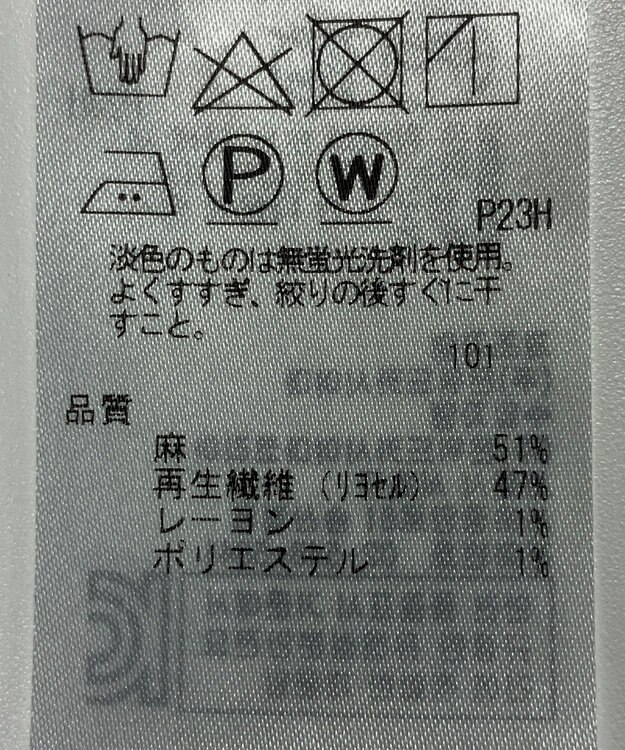 P W
P23H
淡色のものは無蛍光洗剤を使用。
よくすすぎ、絞りの後すぐに干
すこと。
101
品質
麻 51%
再生繊維 (リヨセル) 47%
レーヨン 1%
ポリエステル 1%